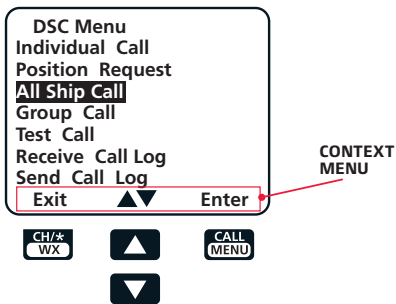 DSC Menu
Individual Call
Position Request
All Ship Call
Group Call
Test Call
Receive Call Log
Send Call Log
Exit ▲▼ Enter
CONTEXT
MENU
CH/*
WX
▲
CALL
MENU
▼